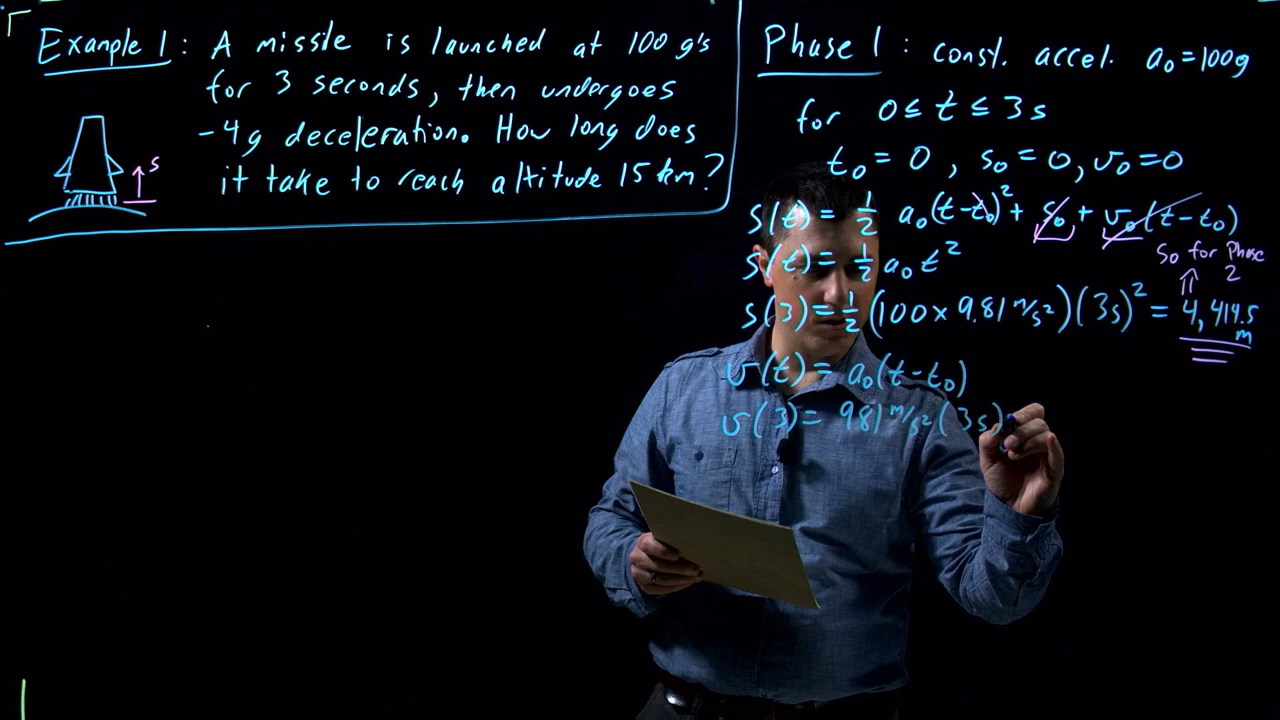 Example 1: A missile is launched at 100 g's
for 3 seconds, then undergoes
-4g deceleration. How long does
it take to reach altitude 15 km?
s
Phase 1: const. accel. a₀=100g
for 0≤t≤3s
t₀=0, s₀=0, v₀=0
s(t)=½ a₀(t-t₀)²+s₀+v₀(t-t₀)
s(t)=½ a₀t²
So for Phase
2
⇑
s(3)=½(100×9.81 m/s²)(3s)²=4,414.5
m
v(t)=a₀(t-t₀)
v(3)=981 m/s²(3s)